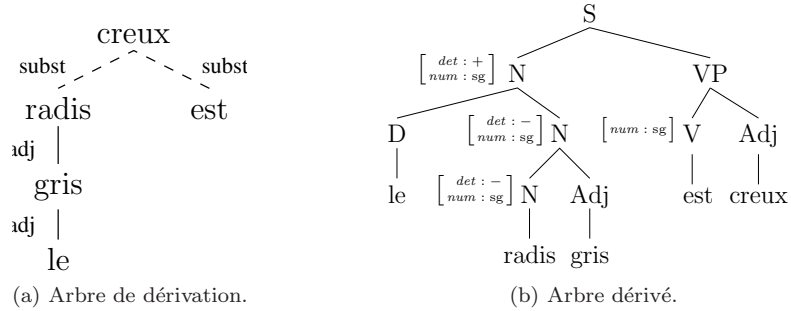 creux
subst subst
radis est
adj
gris
adj
le
(a) Arbre de dérivation.
S
[det : + num : sg] N VP
D [det : − num : sg] N [num : sg] V Adj
le [det : − num : sg] N Adj est creux
radis gris
(b) Arbre dérivé.